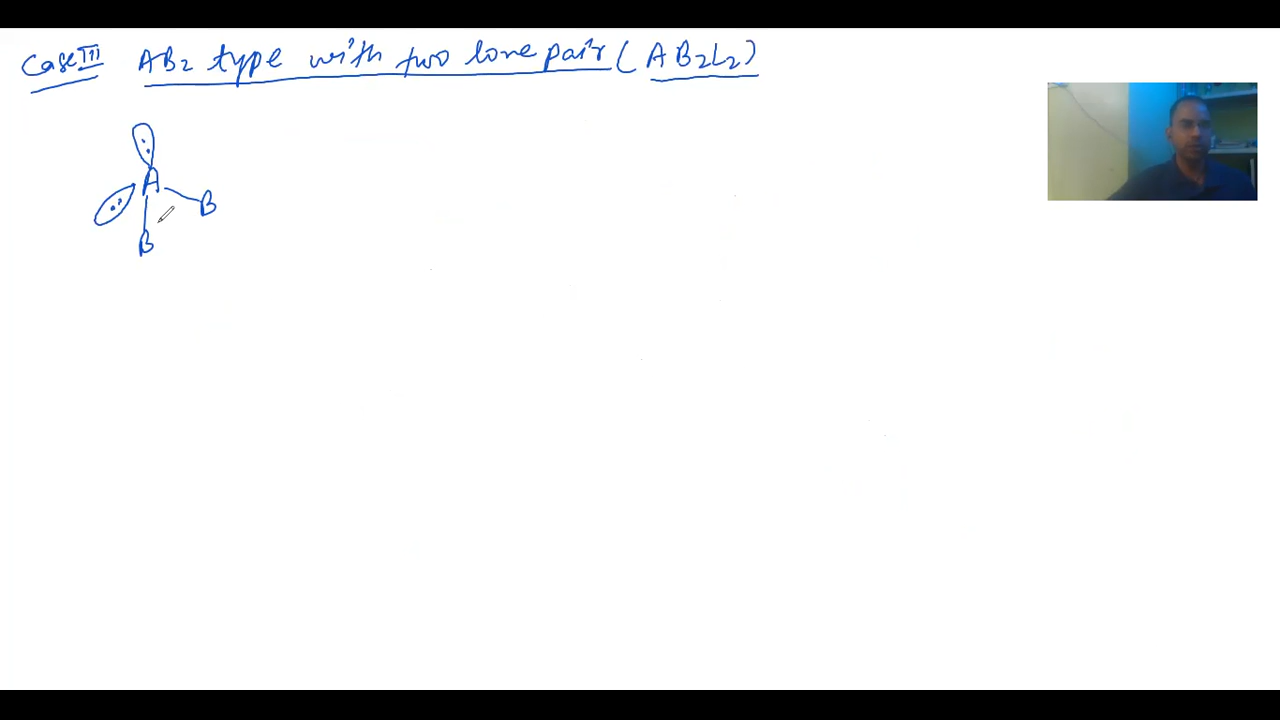 Case III AB₂ type with two lone pair (AB₂L₂)
A
B
B